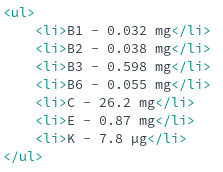 <ul>
<li>B1 – 0.032 mg</li>
<li>B2 – 0.038 mg</li>
<li>B3 – 0.598 mg</li>
<li>B6 – 0.055 mg</li>
<li>C – 26.2 mg</li>
<li>E – 0.87 mg</li>
<li>K – 7.8 µg</li>
</ul>